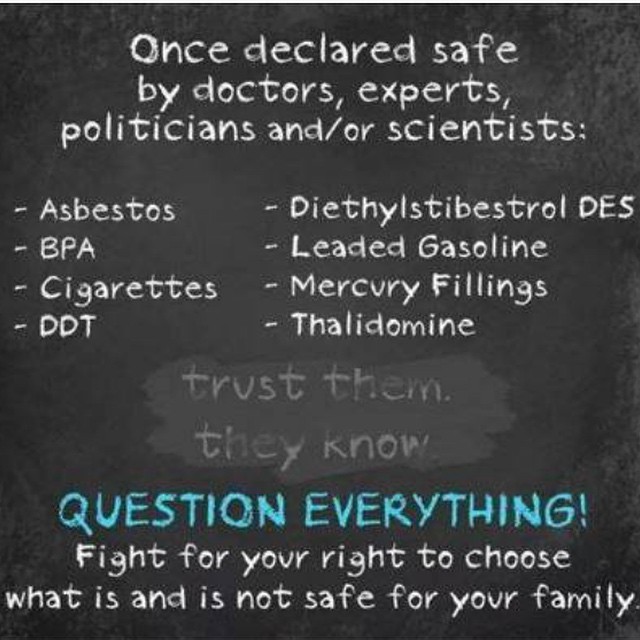 Once declared safe
by doctors, experts,
politicians and/or scientists:
- Asbestos
- BPA
- Cigarettes
- DDT
- Diethylstibestrol DES
- Leaded Gasoline
- Mercury Fillings
- Thalidomine
trust them.
they know.
QUESTION EVERYTHING!
Fight for your right to choose
what is and is not safe for your family